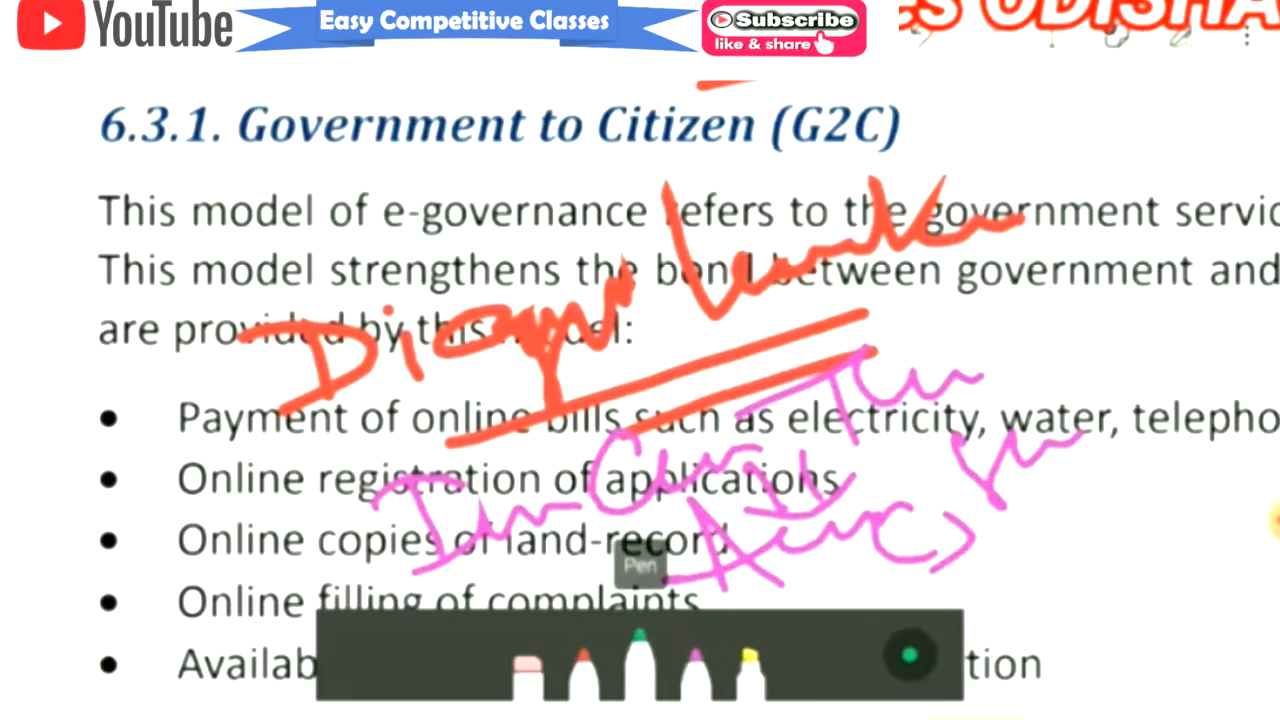 YouTube
Easy Competitive Classes
Subscribe
like & share
ODISHA
6.3.1. Government to Citizen (G2C)
This model of e-governance refers to the government servic
This model strengthens the bond between government and
are provided by this model:
• Payment of online bills such as electricity, water, telepho
• Online registration of applications
• Online copies of land-record
• Online filling of complaints
• Availab tion
Pen